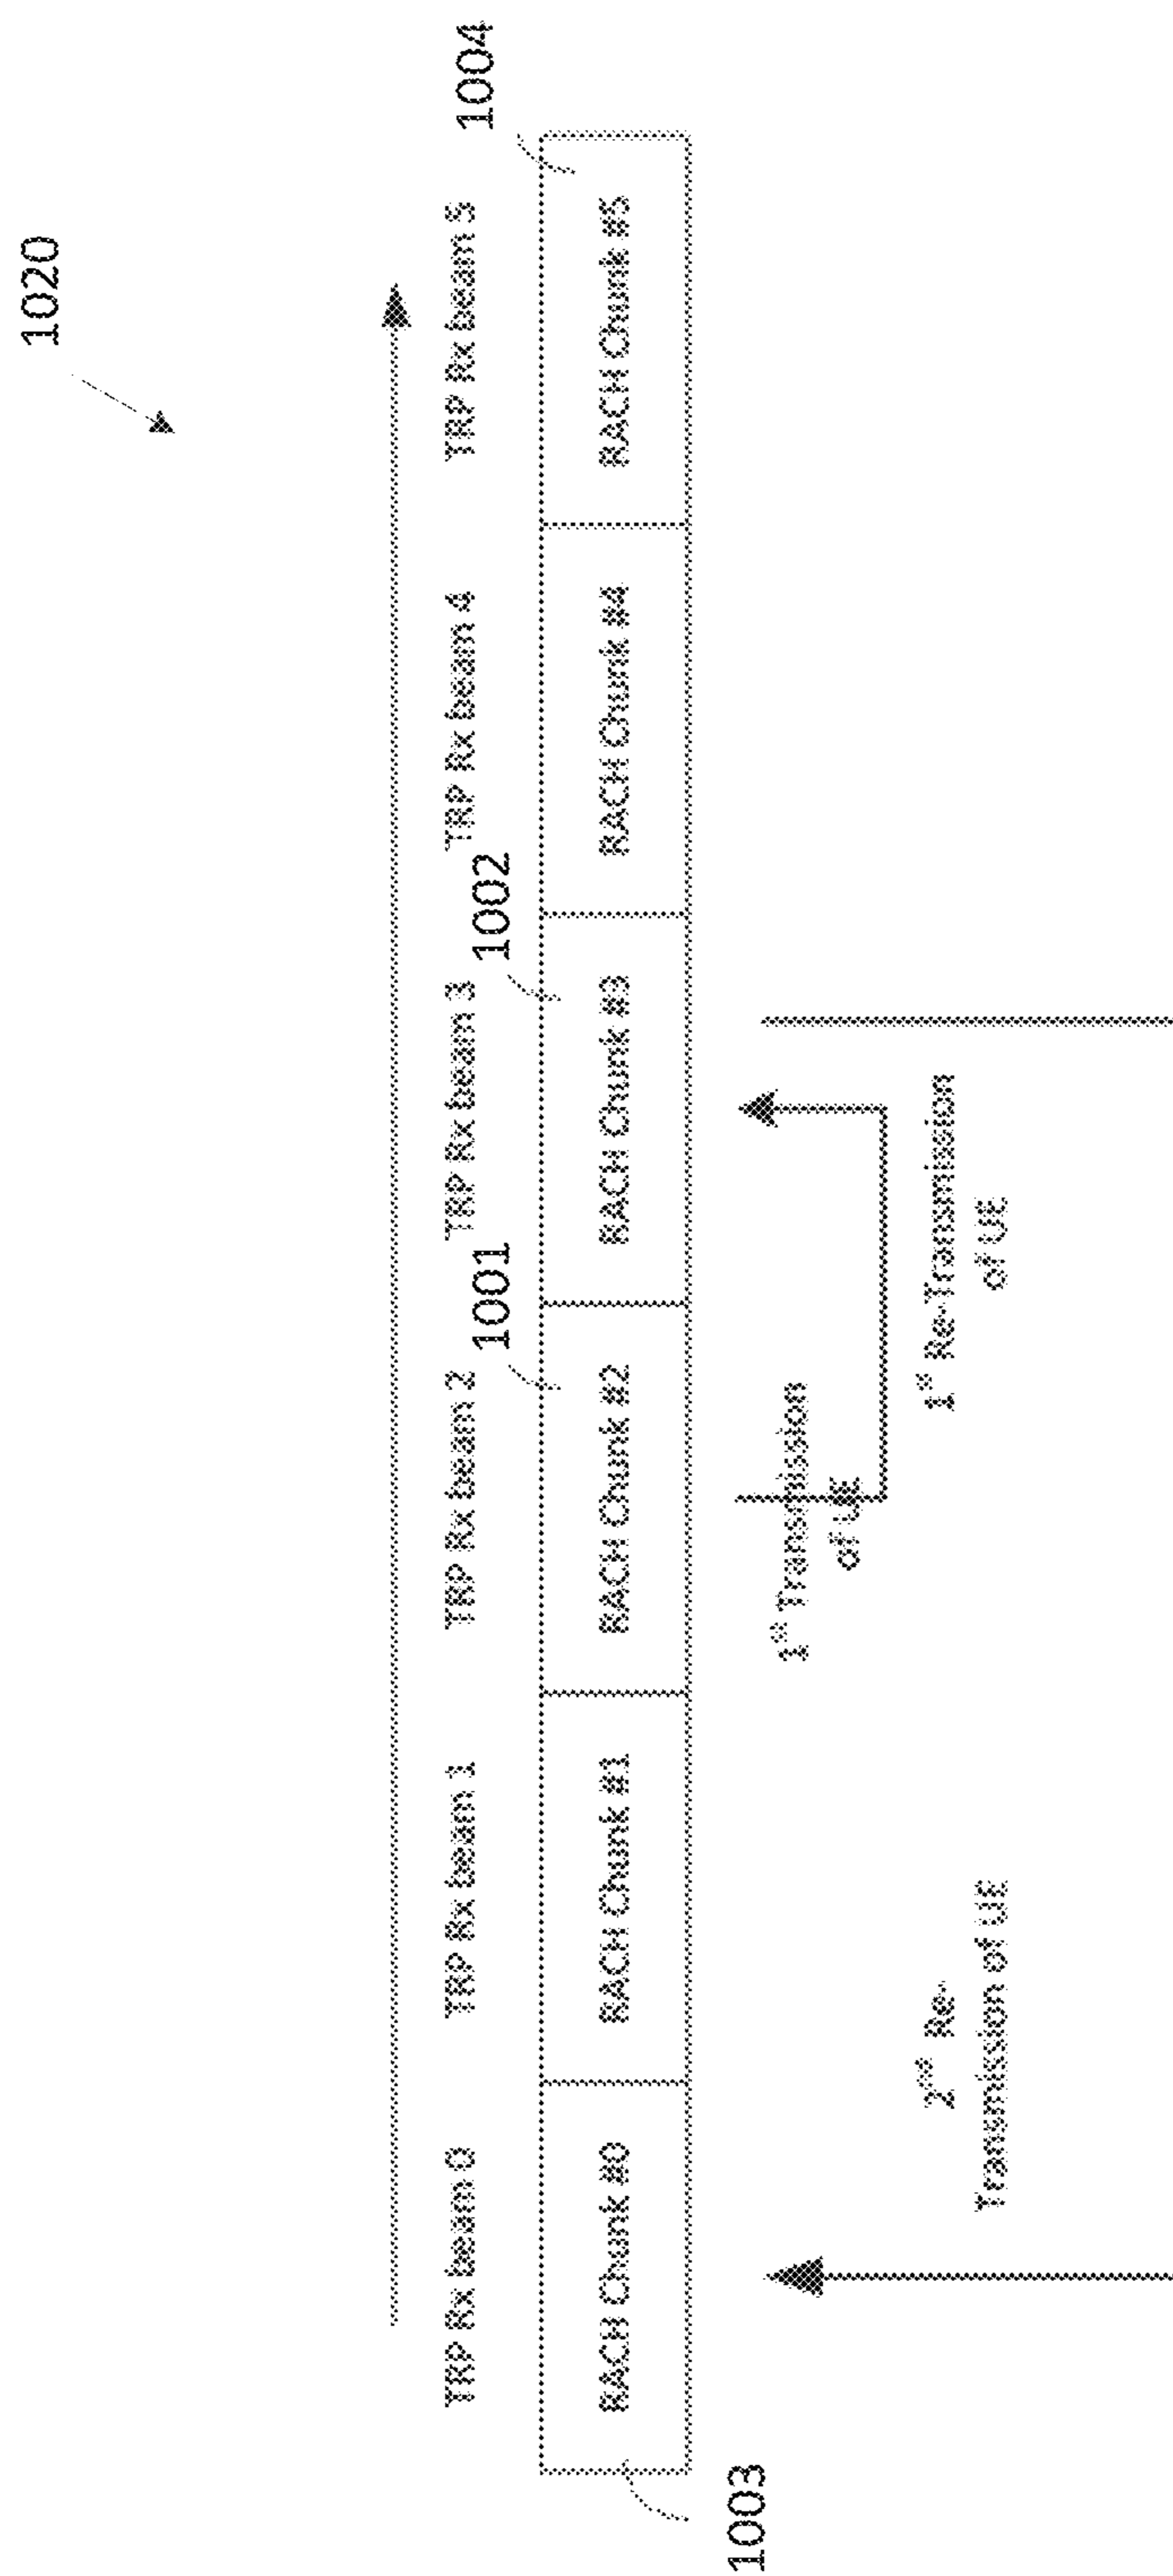 1020
TRP Rx beam 0
TRP Rx beam 1
TRP Rx beam 2
TRP Rx beam 3
TRP Rx beam 4
TRP Rx beam 5
1001
1002
1004
RACH Chunk #0
RACH Chunk #1
RACH Chunk #2
RACH Chunk #3
RACH Chunk #4
RACH Chunk #5
1003
1st Transmission
of UE
2nd Re-
Transmission of UE
1st Re-Transmission
of UE